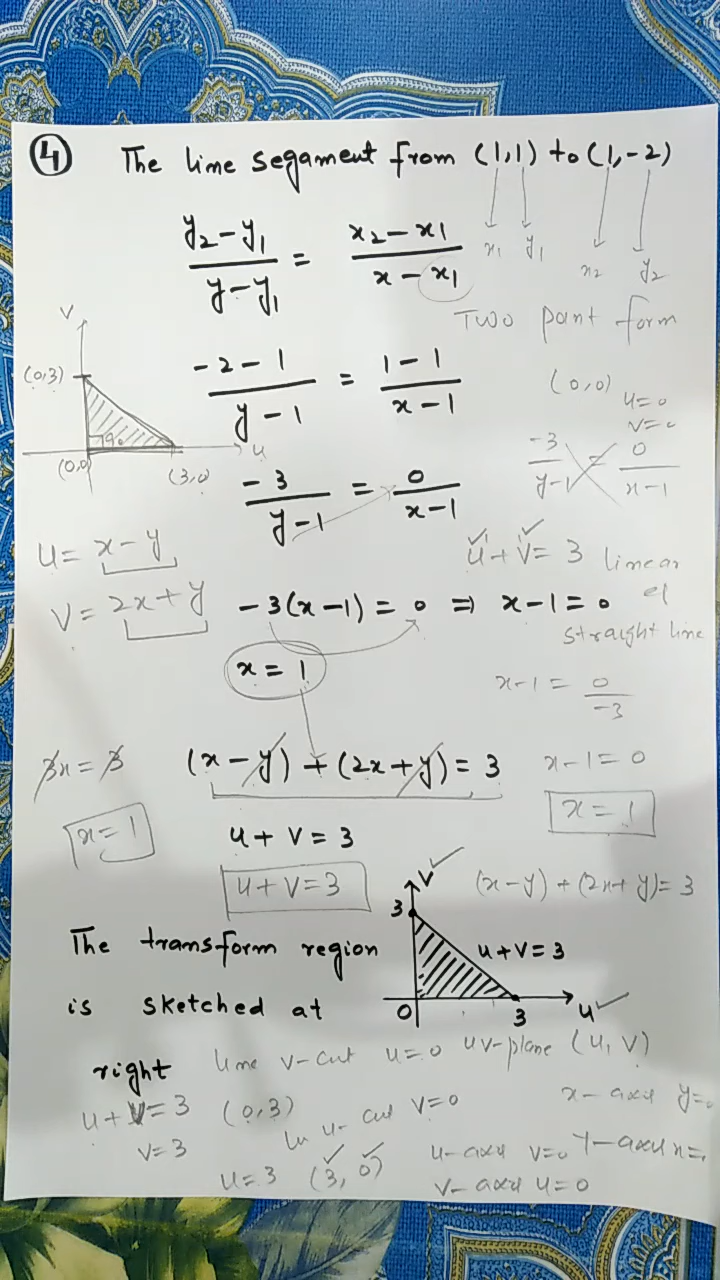 ④ The line segament from (1,1) to (1,-2)
x₁ y₁ x₂ y₂
(y₂-y₁)/(y-y₁) = (x₂-x₁)/(x-x₁)
Two point form
V
(0,3)
90
(0,0)
(3,0)
u
(-2-1)/(y-1) = (1-1)/(x-1)
(0,0) u=0
v=0
-3/(y-1) = 0/(x-1)
-3/(y-1) = 0/(x-1)
u = x-y
v = 2x+y
u+v=3 linear
straight line
-3(x-1) = 0 ⇒ x-1=0
x = 1
x-1 = 0/-3
x-1=0
x=1
3x=3
x=1
(x-y) + (2x+y) = 3
u+v=3
u+v=3
(x-y)+(2x+y)=3
The transform region
is sketched at
right
v
3
u+v=3
0
3
u
line v-cut u=0 uv-plane (u,v)
u+v=3 (0,3)
v=3
u-cut v=0
u=3 (3,0)
x-axis y=0
u-axis v=0 y-axis x=
v-axis u=0